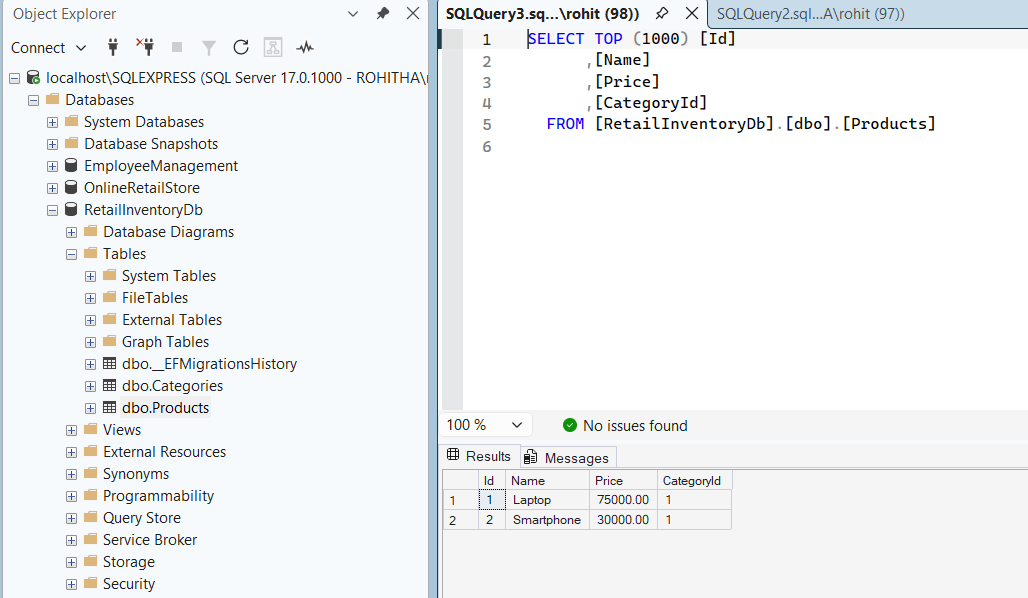 Object Explorer
Connect
localhost\SQLEXPRESS (SQL Server 17.0.1000 - ROHITHA\
Databases
System Databases
Database Snapshots
EmployeeManagement
OnlineRetailStore
RetailInventoryDb
Database Diagrams
Tables
System Tables
FileTables
External Tables
Graph Tables
dbo.__EFMigrationsHistory
dbo.Categories
dbo.Products
Views
External Resources
Synonyms
Programmability
Query Store
Service Broker
Storage
Security
SQLQuery3.sq...\rohit (98)) SQLQuery2.sql...A\rohit (97))
1 SELECT TOP (1000) [Id]
2 ,[Name]
3 ,[Price]
4 ,[CategoryId]
5 FROM [RetailInventoryDb].[dbo].[Products]
6
100 % No issues found
Results Messages
Id Name Price CategoryId
1 1 Laptop 75000.00 1
2 2 Smartphone 30000.00 1